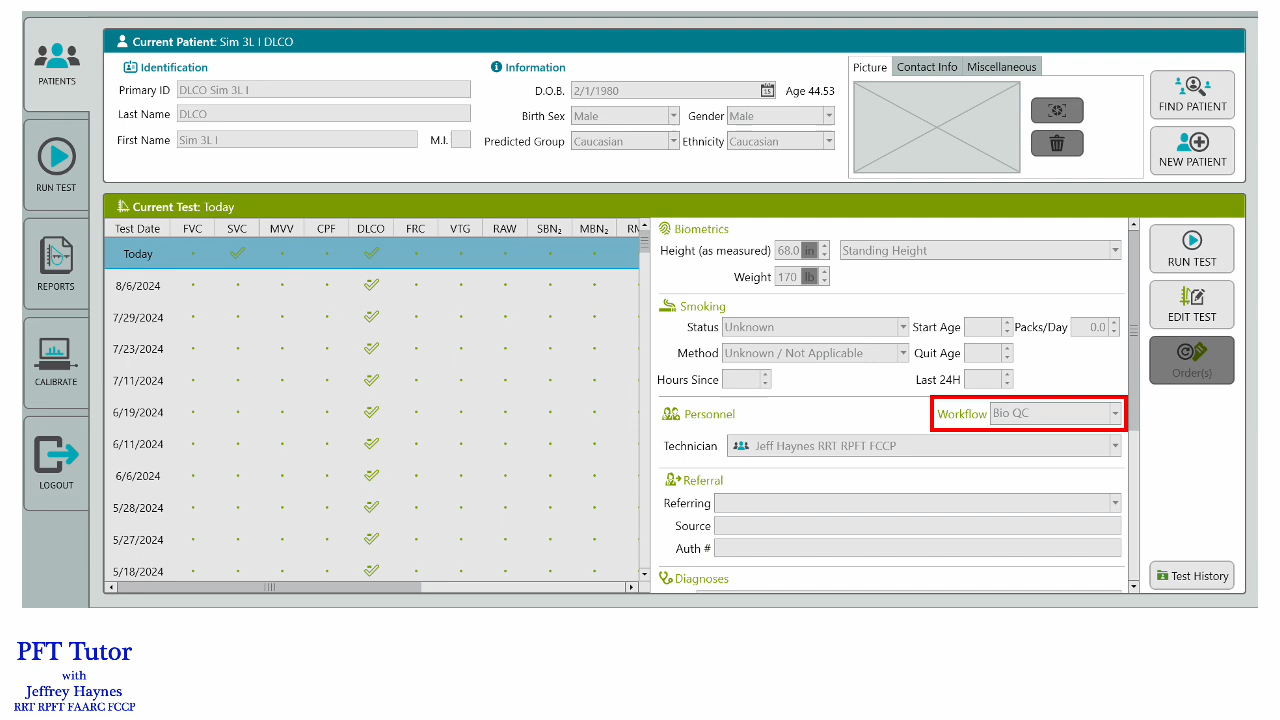 Current Patient: Sim 3L I DLCO
PATIENTS
Identification
Primary ID DLCO Sim 3L I
Last Name DLCO
First Name Sim 3L I M.I.
Information
D.O.B. 2/1/1980 15 Age 44.53
Birth Sex Male Gender Male
Predicted Group Caucasian Ethnicity Caucasian
Picture Contact Info Miscellaneous
FIND PATIENT
NEW PATIENT
RUN TEST
REPORTS
CALIBRATE
LOGOUT
Current Test: Today
Test Date FVC SVC MVV CPF DLCO FRC VTG RAW SBN₂ MBN₂
Today
8/6/2024
7/29/2024
7/23/2024
7/11/2024
6/19/2024
6/11/2024
6/6/2024
5/28/2024
5/27/2024
5/18/2024
Biometrics
Height (as measured) 68.0 in Standing Height
Weight 170 lb
Smoking
Status Unknown Start Age Packs/Day 0.0
Method Unknown / Not Applicable Quit Age
Hours Since Last 24H
Personnel Workflow Bio QC
Technician Jeff Haynes RRT RPFT FCCP
Referral
Referring
Source
Auth #
Diagnoses
RUN TEST
EDIT TEST
Order(s)
Test History
PFT Tutor
with
Jeffrey Haynes
RRT RPFT FAARC FCCP